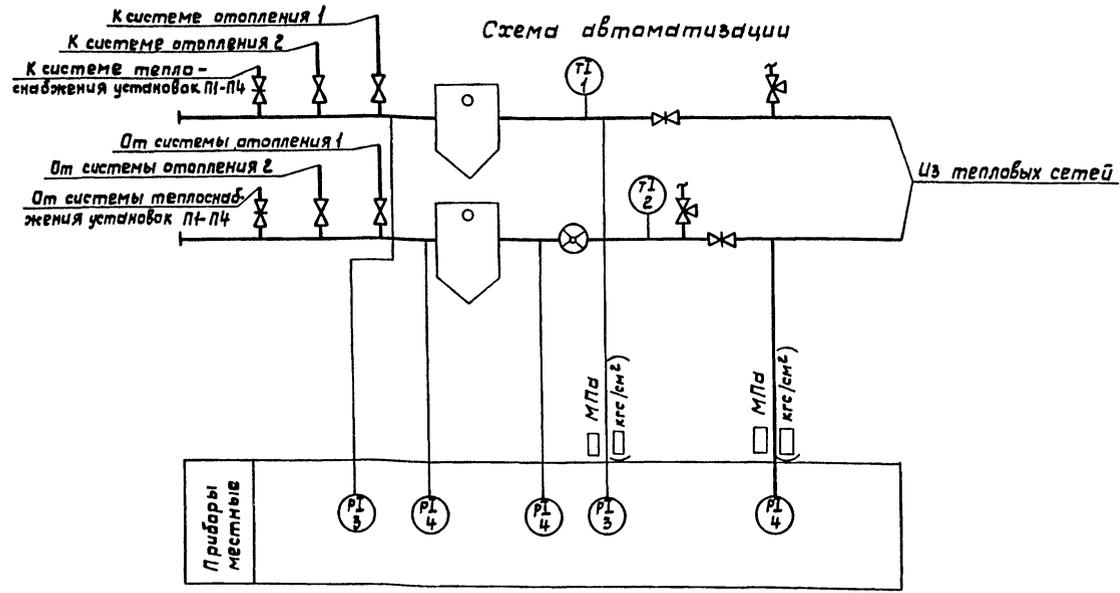 Схема автоматизации
К системе отопления 1
К системе отопления 2
К системе тепло-
снабжения установок П1-П4
TI
1
От системы отопления 1
От системы отопления 2
От системы теплоснаб-
жения установок П1-П4
TI
2
Из тепловых сетей
МПа
(кгс/см²)
МПа
(кгс/см²)
Приборы
местные
PI
3
PI
4
PI
4
PI
3
PI
4